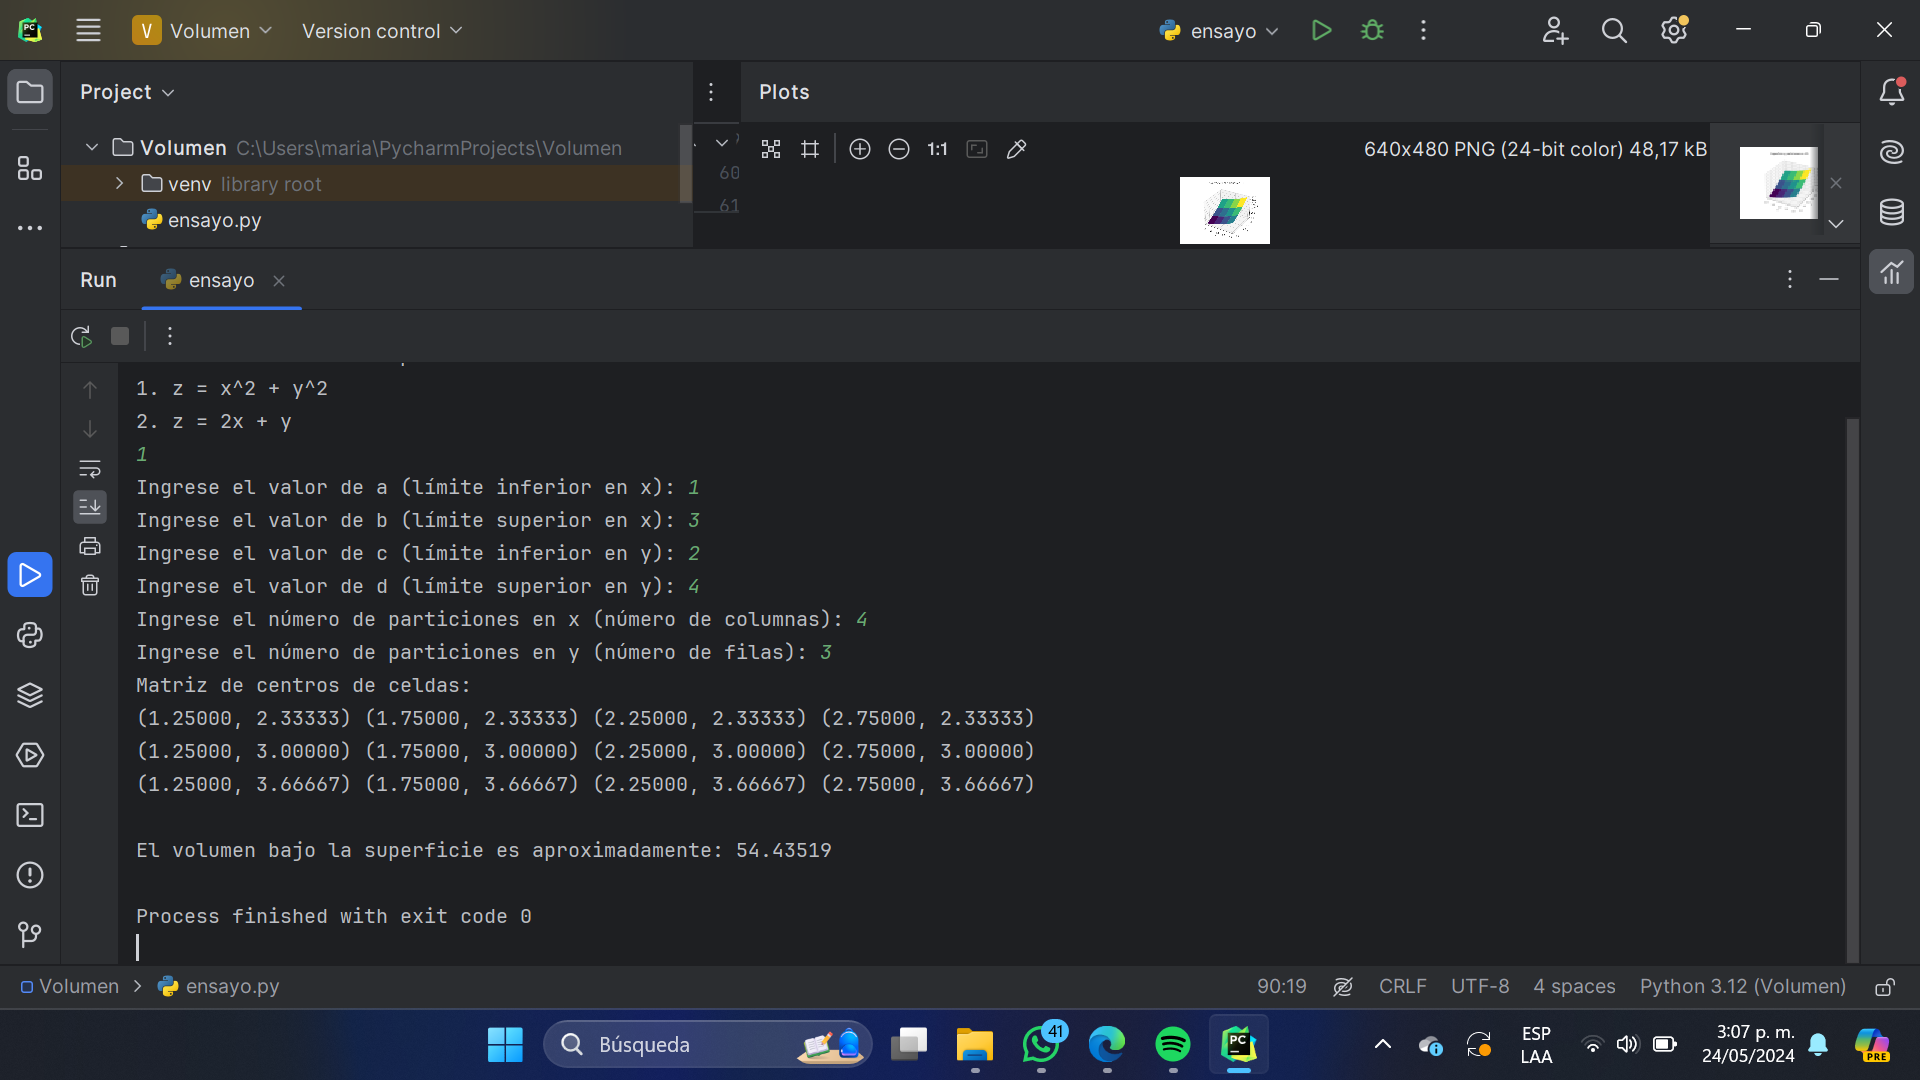 V Volumen Version control ensayo
Project
Plots
Volumen C:\Users\maria\PycharmProjects\Volumen
1:1 640x480 PNG (24-bit color) 48,17 kB
60
venv library root
61
ensayo.py
Run ensayo
1. z = x^2 + y^2
2. z = 2x + y
1
Ingrese el valor de a (límite inferior en x): 1
Ingrese el valor de b (límite superior en x): 3
Ingrese el valor de c (límite inferior en y): 2
Ingrese el valor de d (límite superior en y): 4
Ingrese el número de particiones en x (número de columnas): 4
Ingrese el número de particiones en y (número de filas): 3
Matriz de centros de celdas:
(1.25000, 2.33333) (1.75000, 2.33333) (2.25000, 2.33333) (2.75000, 2.33333)
(1.25000, 3.00000) (1.75000, 3.00000) (2.25000, 3.00000) (2.75000, 3.00000)
(1.25000, 3.66667) (1.75000, 3.66667) (2.25000, 3.66667) (2.75000, 3.66667)
El volumen bajo la superficie es aproximadamente: 54.43519
Process finished with exit code 0
Volumen > ensayo.py 90:19 CRLF UTF-8 4 spaces Python 3.12 (Volumen)
Búsqueda
41
PC
ESP
LAA
3:07 p. m.
24/05/2024
PRE